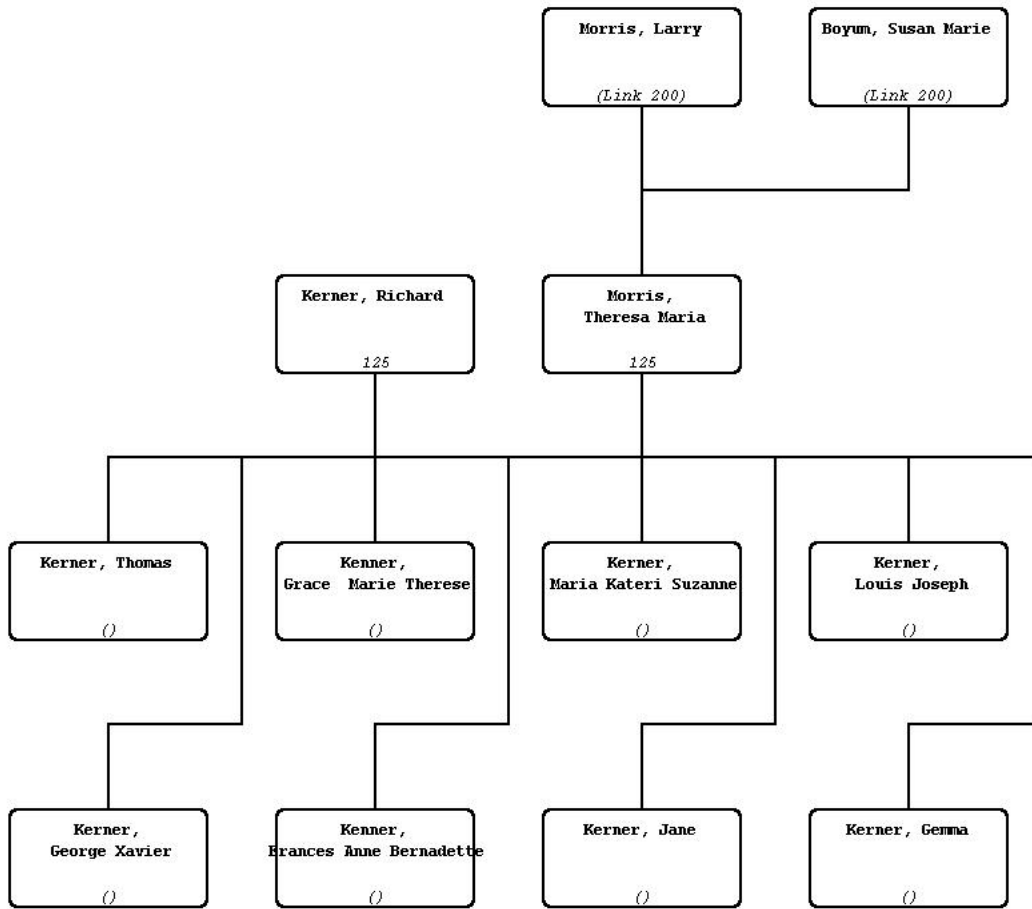 Morris, Larry
(Link 200)
Boyum, Susan Marie
(Link 200)
Kerner, Richard
125
Morris,
Theresa Maria
125
Kerner, Thomas
()
Kenner,
Grace Marie Therese
()
Kerner,
Maria Kateri Suzanne
()
Kerner,
Louis Joseph
()
Kerner,
George Xavier
()
Kenner,
Frances Anne Bernadette
()
Kerner, Jane
()
Kerner, Gemma
()